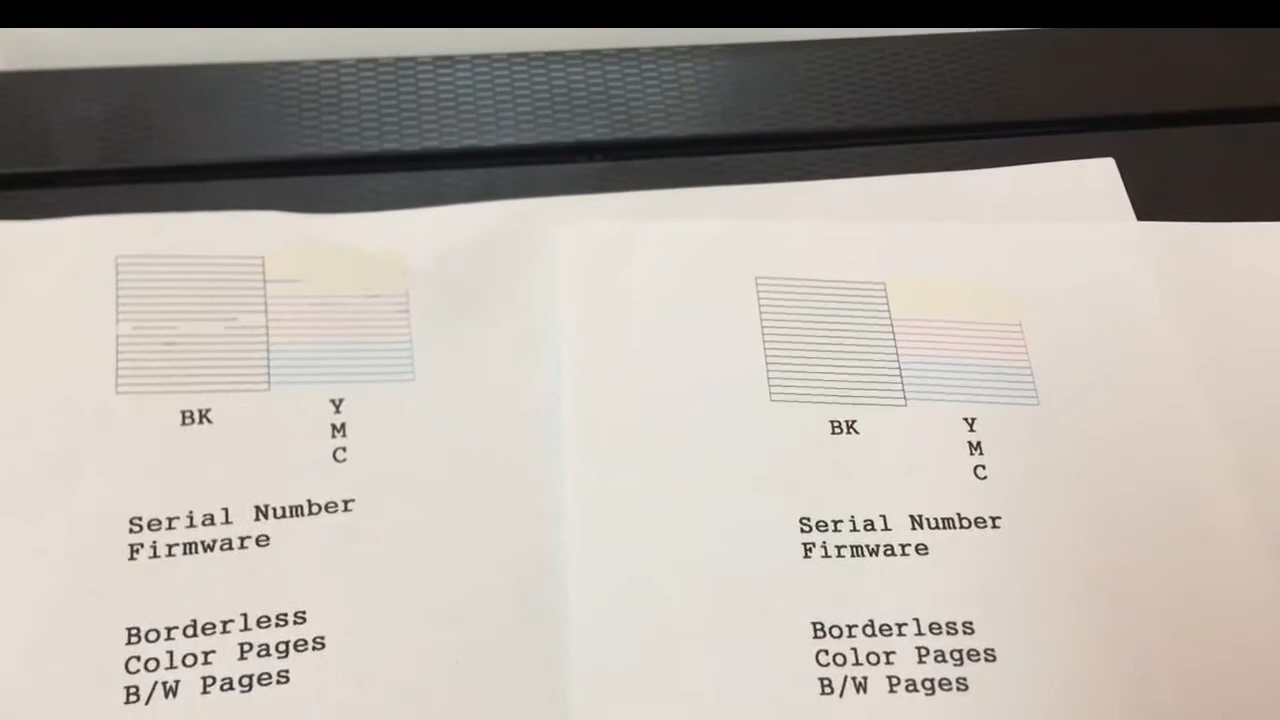 BK
Y
M
C
Serial Number
Firmware
Borderless
Color Pages
B/W Pages
BK
Y
M
C
Serial Number
Firmware
Borderless
Color Pages
B/W Pages